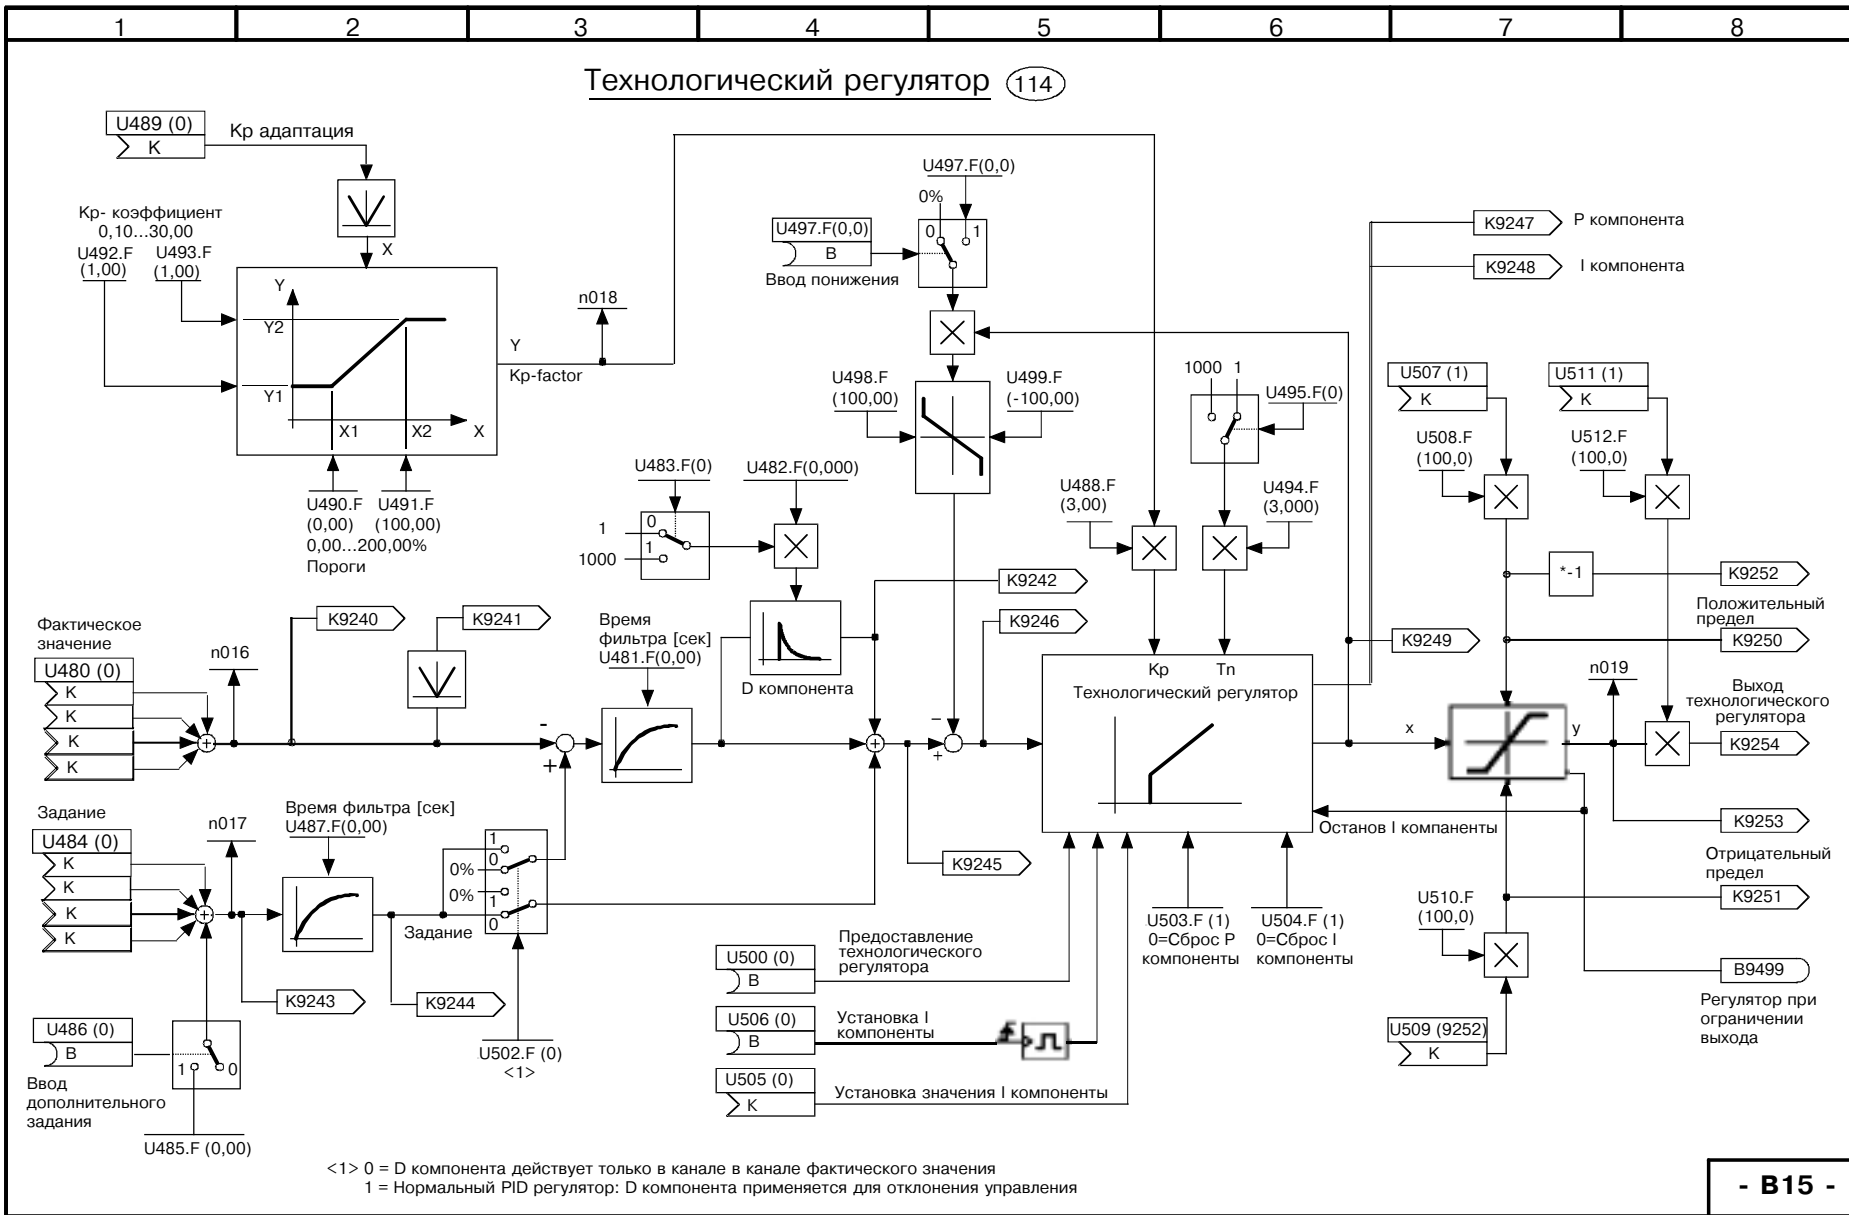 1 2 3 4 5 6 7 8
Технологический регулятор 114
U489 (0)
K
Kp адаптация
Kp- коэффициент
0,10...30,00
U492.F
(1,00)
U493.F
(1,00)
X
Y
Y2
Y1
X1
X2
X
Y
Kp-factor
n018
U490.F
(0,00)
U491.F
(100,00)
0,00...200,00%
Пороги
U497.F(0,0)
0%
0
1
U497.F(0,0)
B
Ввод понижения
U498.F
(100,00)
U499.F
(-100,00)
U483.F(0)
U482.F(0,000)
1
1000
0
1
1000
1
U495.F(0)
U488.F
(3,00)
U494.F
(3,000)
K9247
P компонента
K9248
I компонента
U507 (1)
K
U511 (1)
K
U508.F
(100,0)
U512.F
(100,0)
*-1
K9252
Положительный
предел
K9250
K9242
K9246
K9249
Фактическое
значение
U480 (0)
K
K
K
K
n016
K9240
K9241
Время
фильтра [сек]
U481.F(0,00)
D компонента
-
+
+
−
+
Kp
Tn
Технологический регулятор
x
y
n019
Выход
технологического
регулятора
K9254
K9253
Останов I компаненты
Задание
U484 (0)
K
K
K
K
n017
Время фильтра [сек]
U487.F(0,00)
Задание
1
0
0%
0%
1
0
K9243
K9244
K9245
U502.F (0)
<1>
U486 (0)
B
Ввод
дополнительного
задания
1
0
U485.F (0,00)
U500 (0)
B
Предоставление
технологического
регулятора
U506 (0)
B
Установка I
компоненты
U505 (0)
K
Установка значения I компоненты
U503.F (1)
0=Сброс P
компоненты
U504.F (1)
0=Сброс I
компоненты
U510.F
(100,0)
U509 (9252)
K
Отрицательный
предел
K9251
B9499
Регулятор при
ограничении
выхода
<1> 0 = D компонента действует только в канале в канале фактического значения
1 = Нормальный PID регулятор: D компонента применяется для отклонения управления
- B15 -